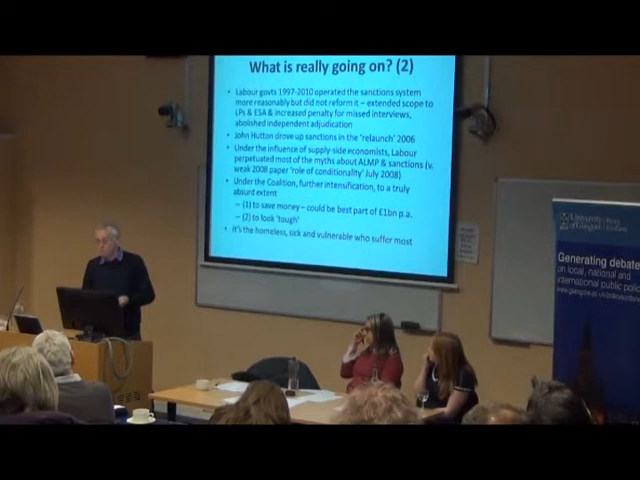 What is really going on? (2)
• Labour govts 1997-2010 operated the sanctions system
more reasonably but did not reform it – extended scope to
LPs & ESA & increased penalty for missed interviews,
abolished independent adjudication
• John Hutton drove up sanctions in the 'relaunch' 2006
• Under the influence of supply-side economists, Labour
perpetuated most of the myths about ALMP & sanctions (v.
weak 2008 paper 'role of conditionality' July 2008)
• Under the Coalition, further intensification, to a truly
absurd extent
– (1) to save money – could be best part of £1bn p.a.
– (2) to look 'tough'
• It's the homeless, sick and vulnerable who suffer most
University
of Glasgow
Generating debate
on local, national and
international public polic